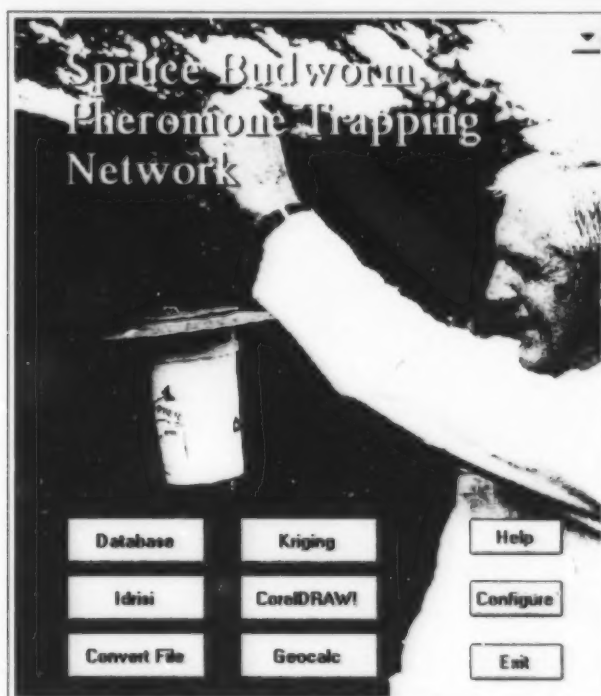 Spruce Budworm
Pheromone Trapping
Network
Database Kriging Help
Idrisi CorelDRAW! Configure
Convert File Geocalc Exit